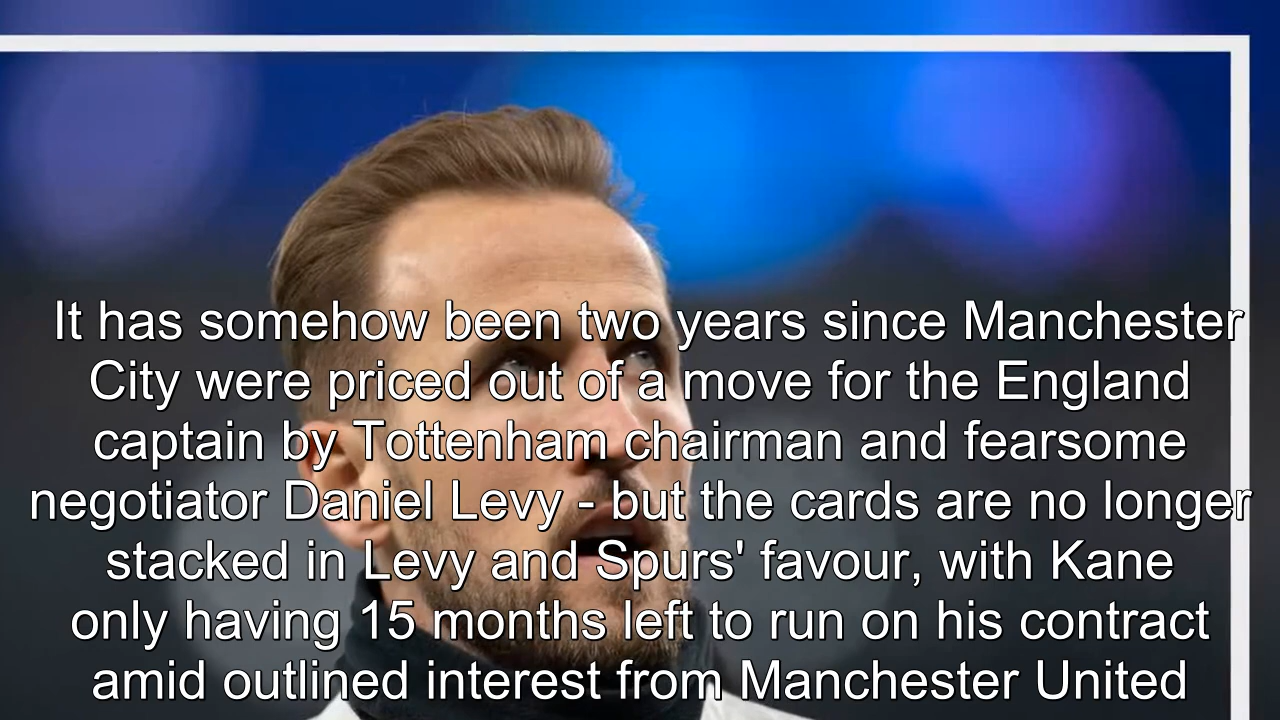 It has somehow been two years since Manchester
City were priced out of a move for the England
captain by Tottenham chairman and fearsome
negotiator Daniel Levy - but the cards are no longer
stacked in Levy and Spurs' favour, with Kane
only having 15 months left to run on his contract
amid outlined interest from Manchester United